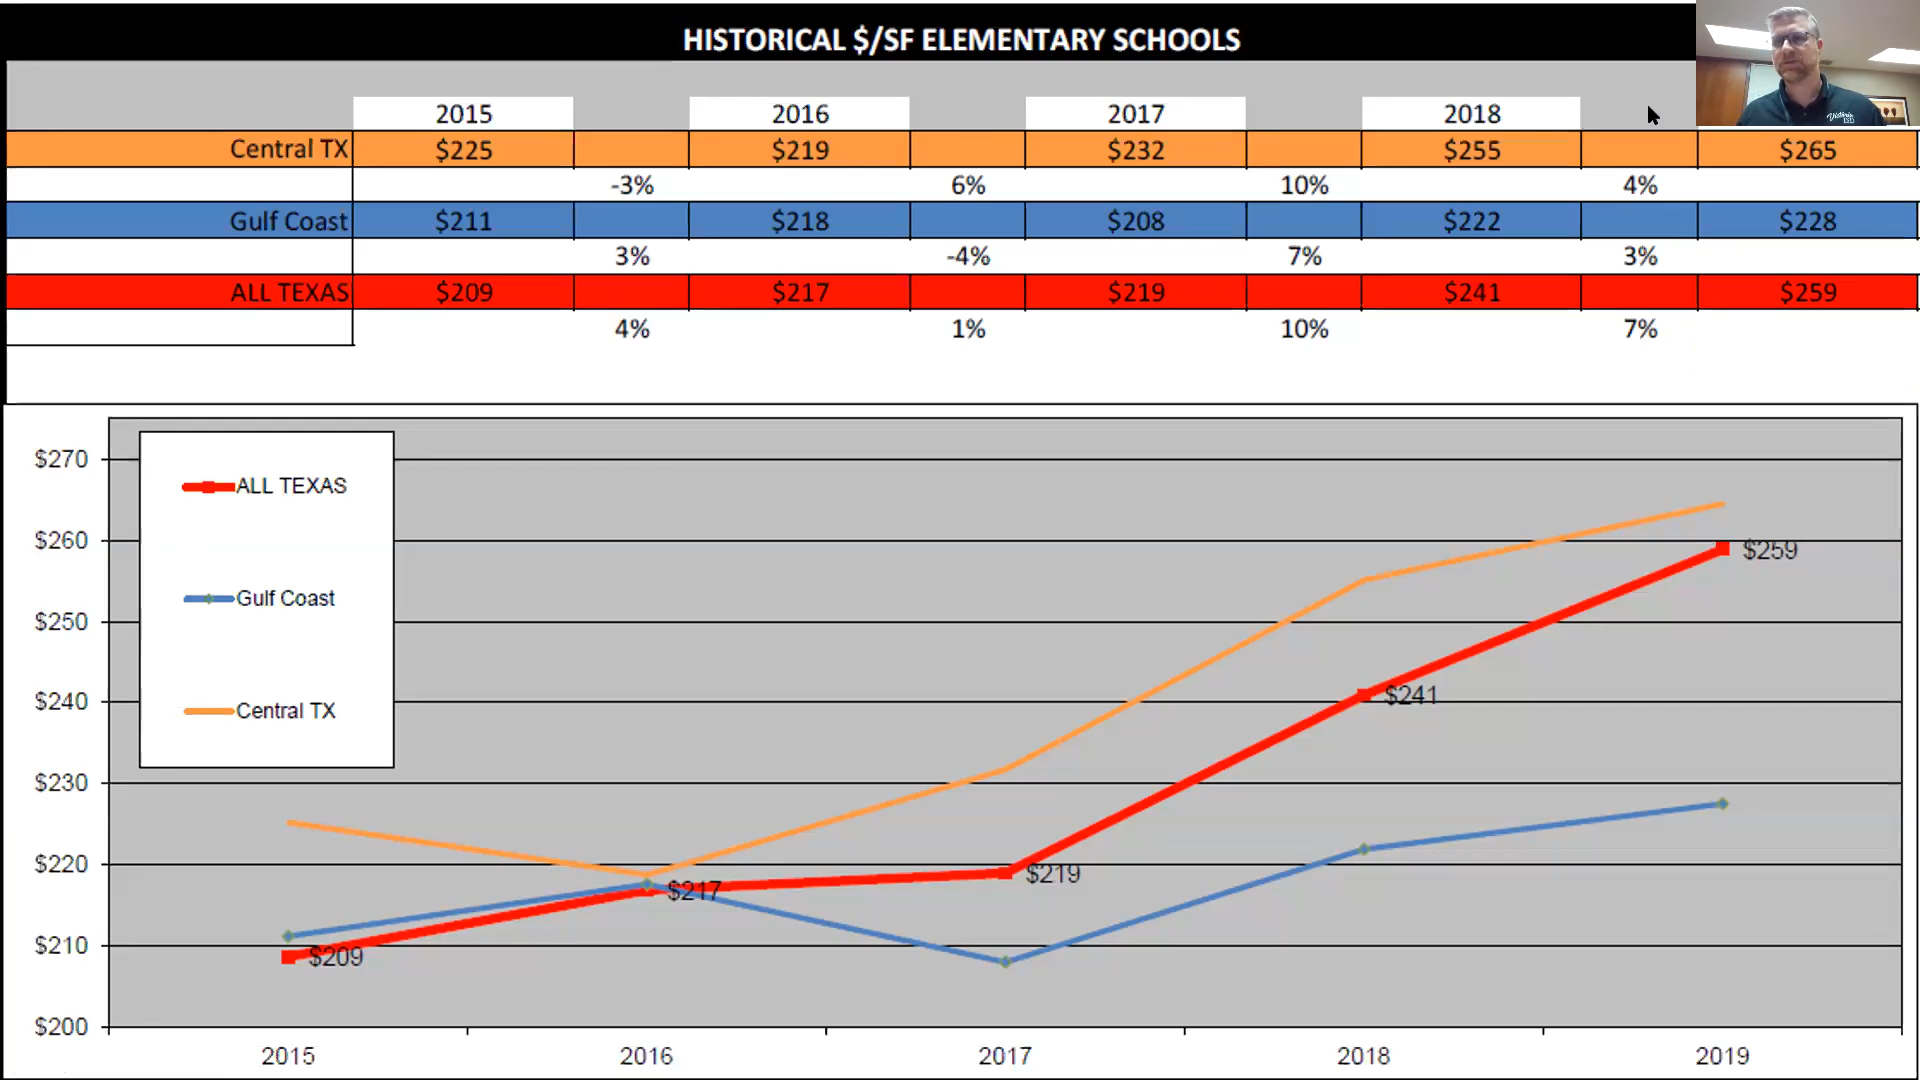 HISTORICAL $/SF ELEMENTARY SCHOOLS
2015 2016 2017 2018
Central TX $225 $219 $232 $255 $265
-3% 6% 10% 4%
Gulf Coast $211 $218 $208 $222 $228
3% -4% 7% 3%
ALL TEXAS $209 $217 $219 $241 $259
4% 1% 10% 7%
$270
ALL TEXAS
$260
$259
$250
Gulf Coast
$240
$241
Central TX
$230
$220
$219
$217
$210
$209
$200
2015 2016 2017 2018 2019